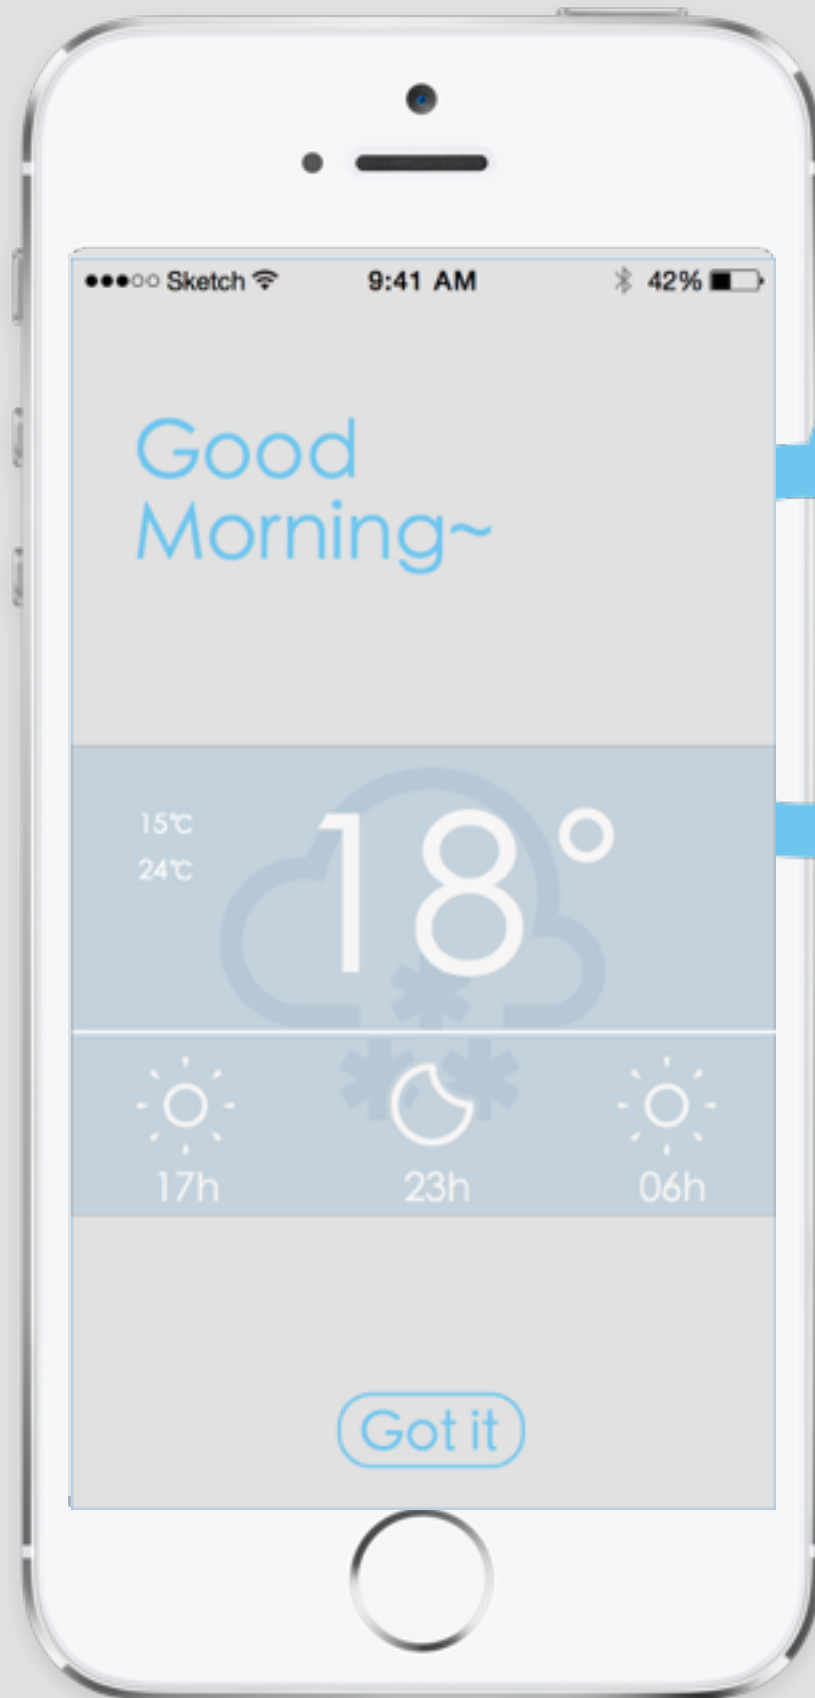 Sketch 9:41 AM 42%
Good
Morning~
15℃
24℃
18°
17h 23h 06h
Got it